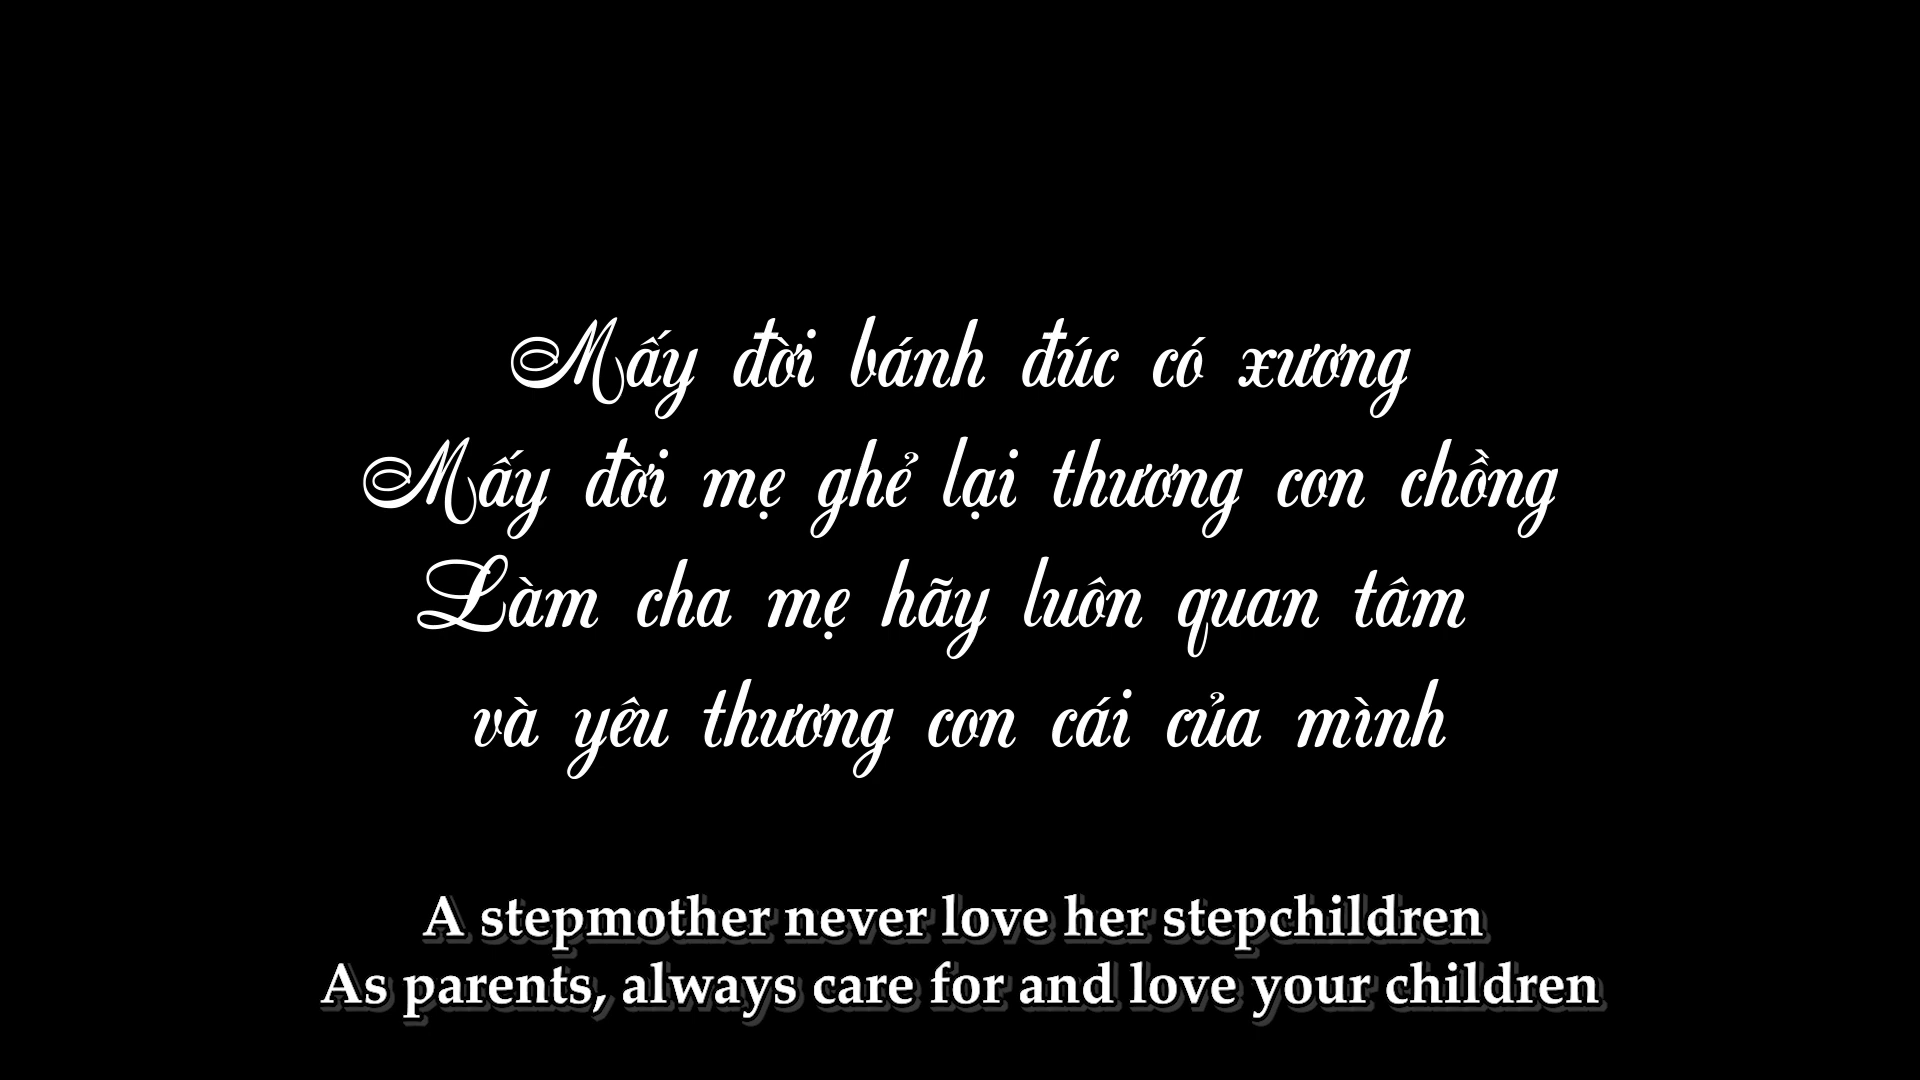 Mấy đời bánh đúc có xương
Mấy đời mẹ ghẻ lại thương con chồng
Làm cha mẹ hãy luôn quan tâm
và yêu thương con cái của mình
A stepmother never love her stepchildren
As parents, always care for and love your children